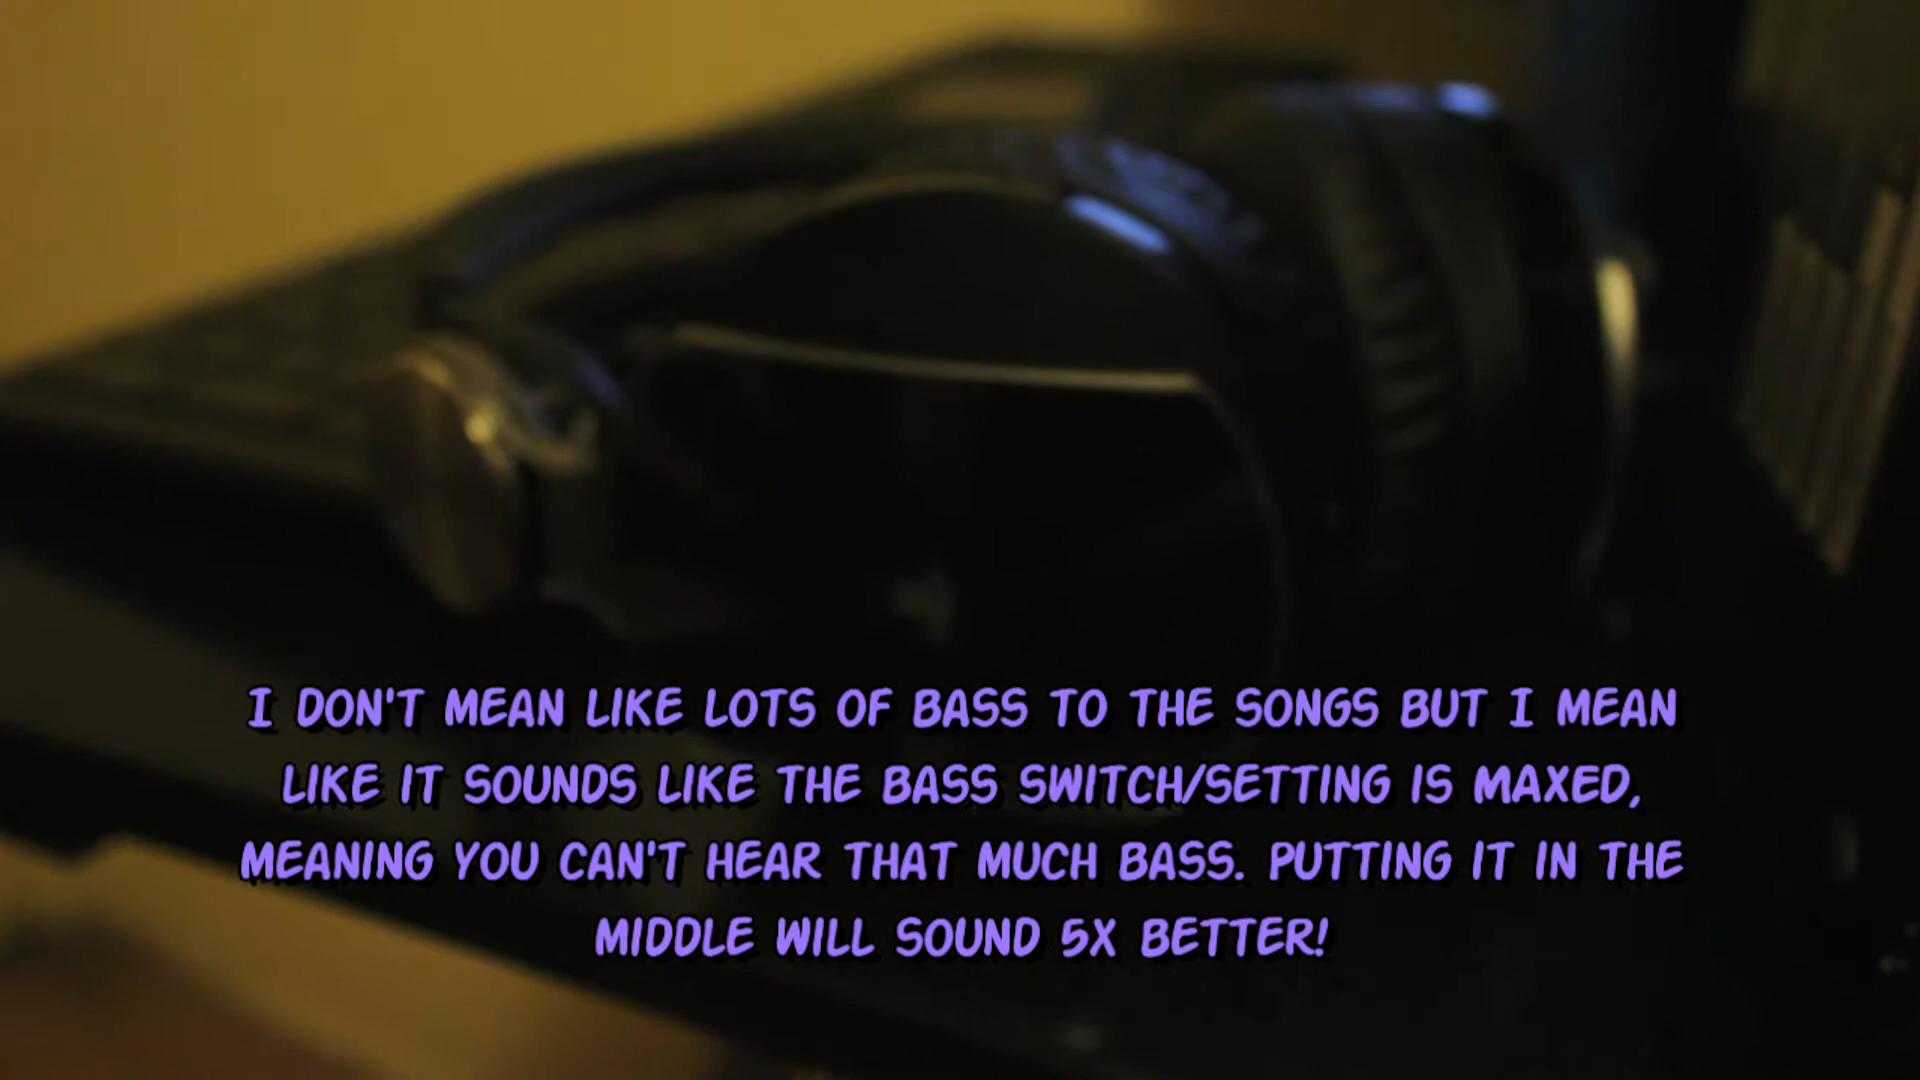 I DON'T MEAN LIKE LOTS OF BASS TO THE SONGS BUT I MEAN
LIKE IT SOUNDS LIKE THE BASS SWITCH/SETTING IS MAXED,
MEANING YOU CAN'T HEAR THAT MUCH BASS. PUTTING IT IN THE
MIDDLE WILL SOUND 5X BETTER!